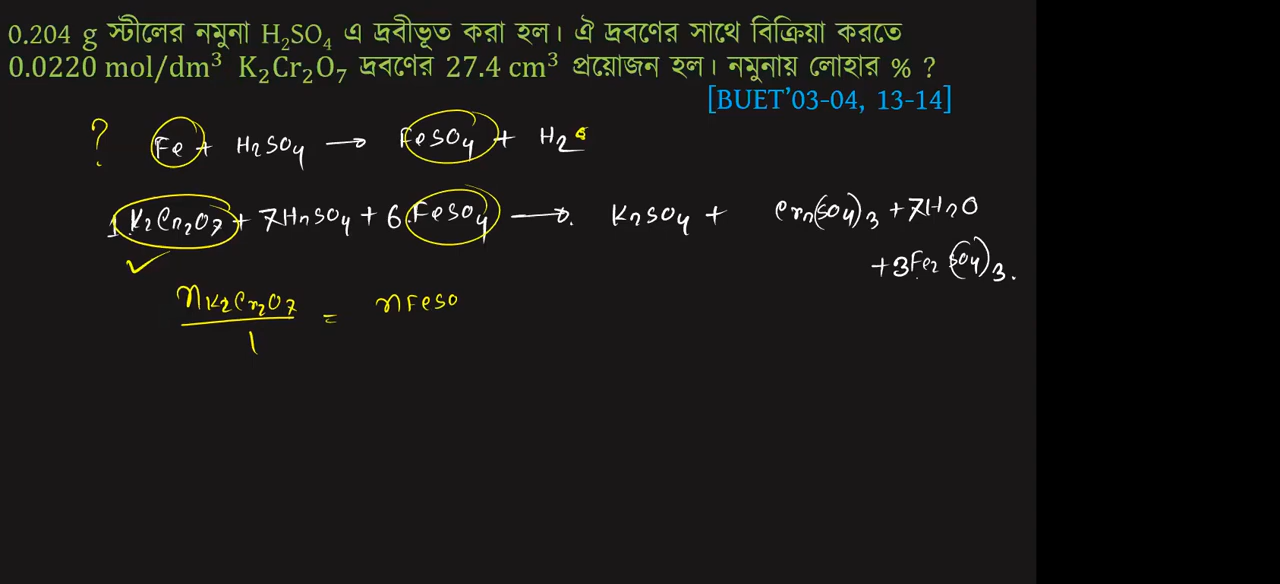 0.204 g স্টীলের নমুনা H₂SO₄ এ দ্রবীভূত করা হল। ঐ দ্রবণের সাথে বিক্রিয়া করতে
0.0220 mol/dm³ K₂Cr₂O₇ দ্রবণের 27.4 cm³ প্রয়োজন হল। নমুনায় লোহার % ?
[BUET’03-04, 13-14]
? Fe + H₂SO₄ → FeSO₄ + H₂
1 K₂Cr₂O₇ + 7H₂SO₄ + 6 FeSO₄ → K₂SO₄ + Cr₂(SO₄)₃ + 7H₂O
+ 3Fe₂(SO₄)₃.
nK₂Cr₂O₇ / 1 = nFeSO